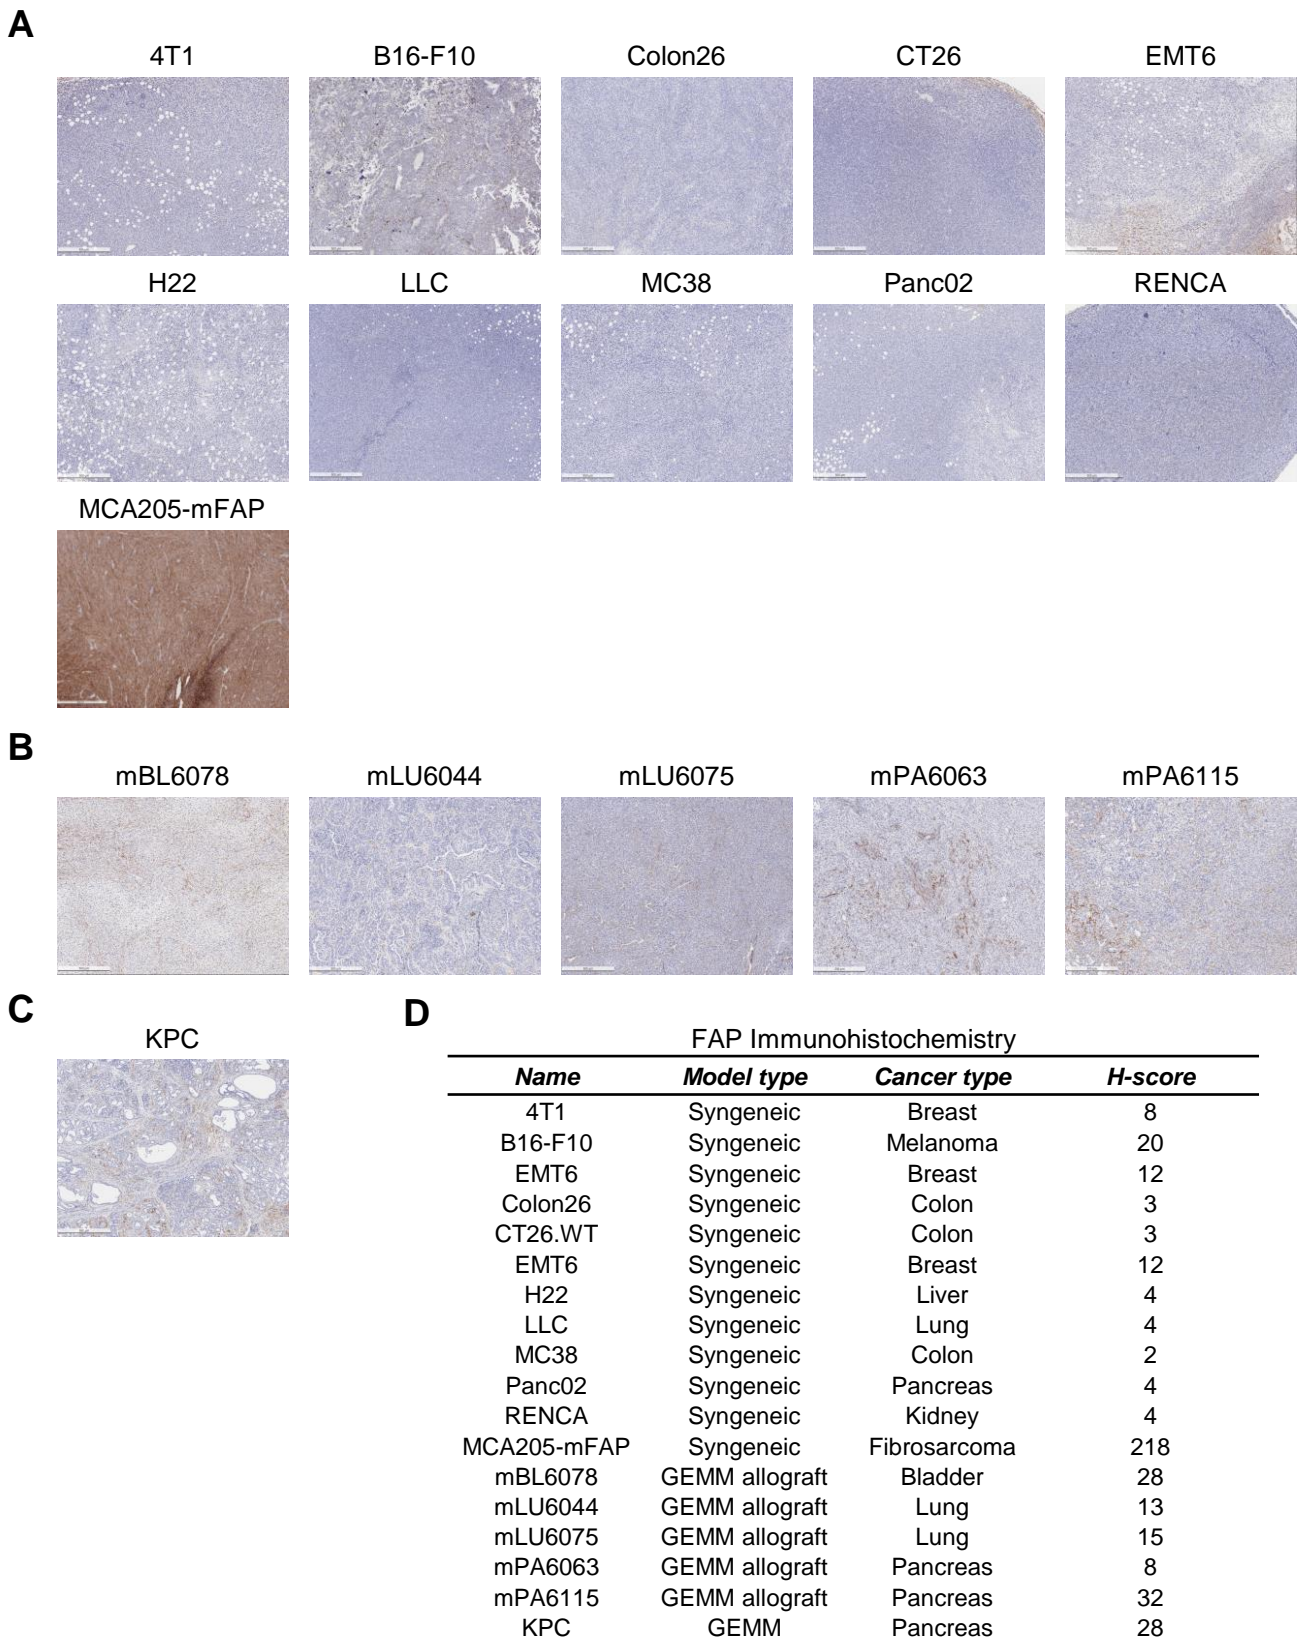 A
4T1 B16-F10 Colon26 CT26 EMT6
H22 LLC MC38 Panc02 RENCA
MCA205-mFAP
B
mBL6078 mLU6044 mLU6075 mPA6063 mPA6115
C
KPC
D
FAP Immunohistochemistry
Name Model type Cancer type H-score
4T1 Syngeneic Breast 8
B16-F10 Syngeneic Melanoma 20
EMT6 Syngeneic Breast 12
Colon26 Syngeneic Colon 3
CT26.WT Syngeneic Colon 3
EMT6 Syngeneic Breast 12
H22 Syngeneic Liver 4
LLC Syngeneic Lung 4
MC38 Syngeneic Colon 2
Panc02 Syngeneic Pancreas 4
RENCA Syngeneic Kidney 4
MCA205-mFAP Syngeneic Fibrosarcoma 218
mBL6078 GEMM allograft Bladder 28
mLU6044 GEMM allograft Lung 13
mLU6075 GEMM allograft Lung 15
mPA6063 GEMM allograft Pancreas 8
mPA6115 GEMM allograft Pancreas 32
KPC GEMM Pancreas 28